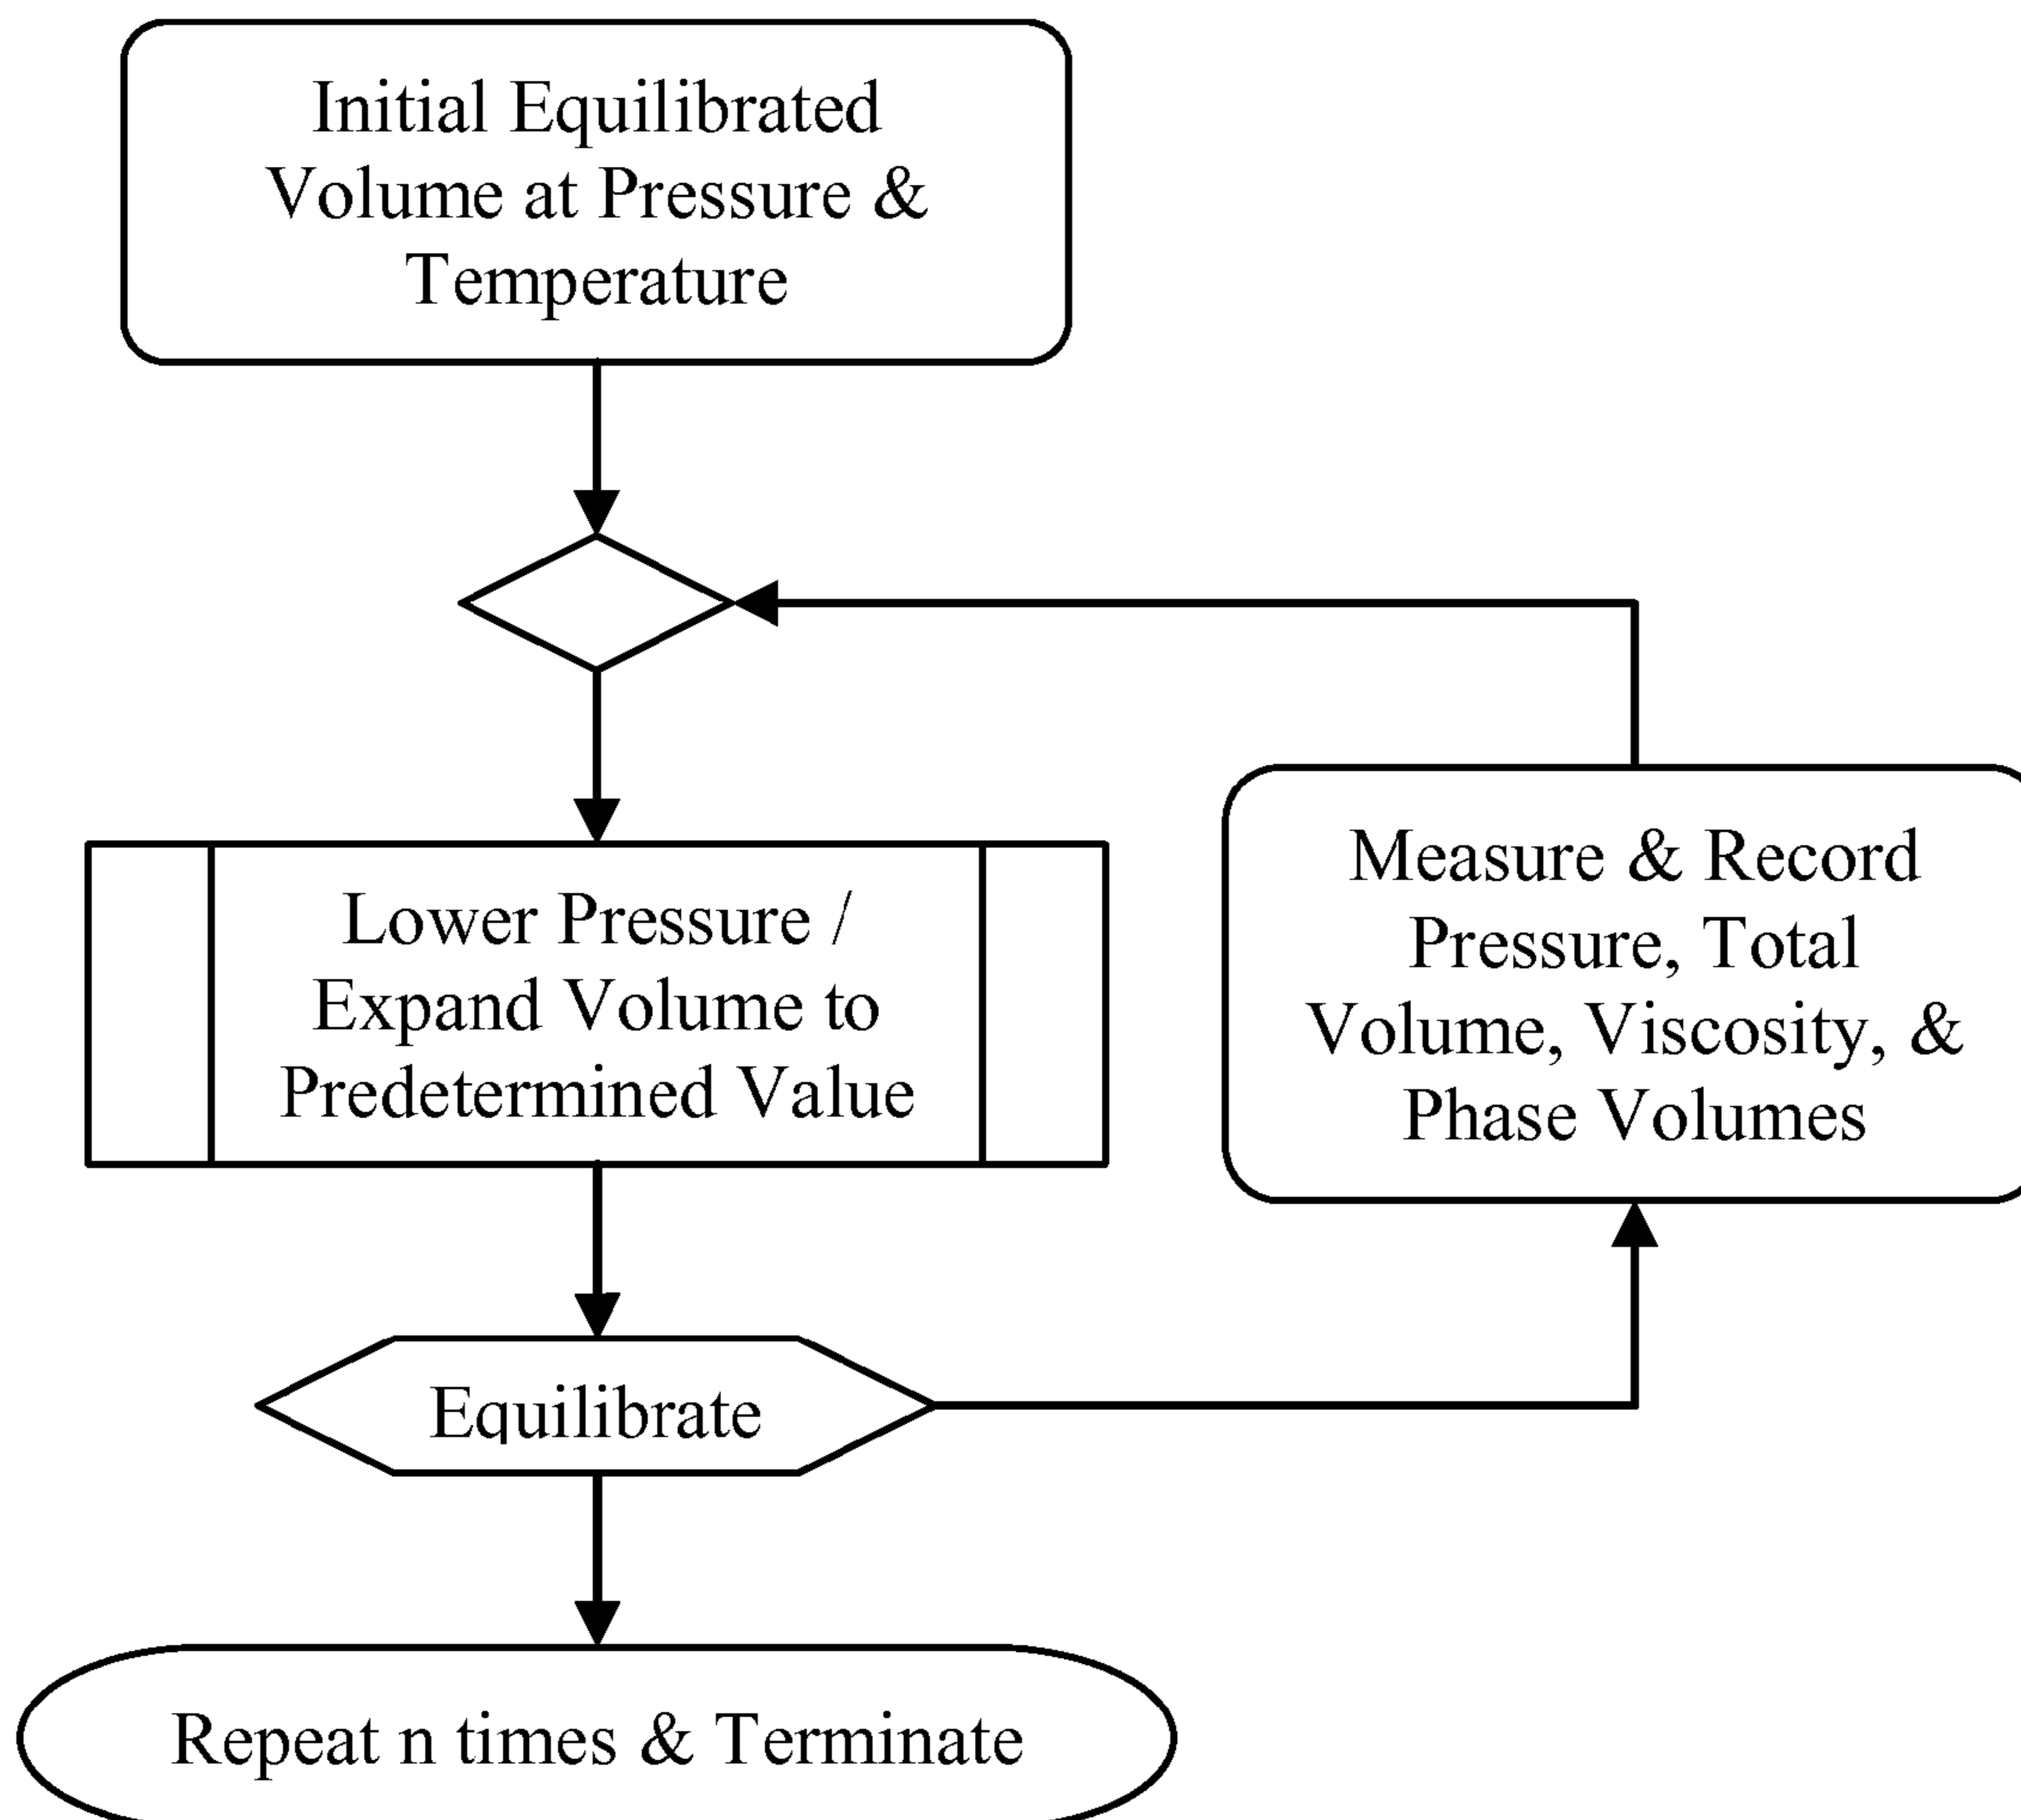 Initial Equilibrated
Volume at Pressure &
Temperature
Lower Pressure /
Expand Volume to
Predetermined Value
Measure & Record
Pressure, Total
Volume, Viscosity, &
Phase Volumes
Equilibrate
Repeat n times & Terminate